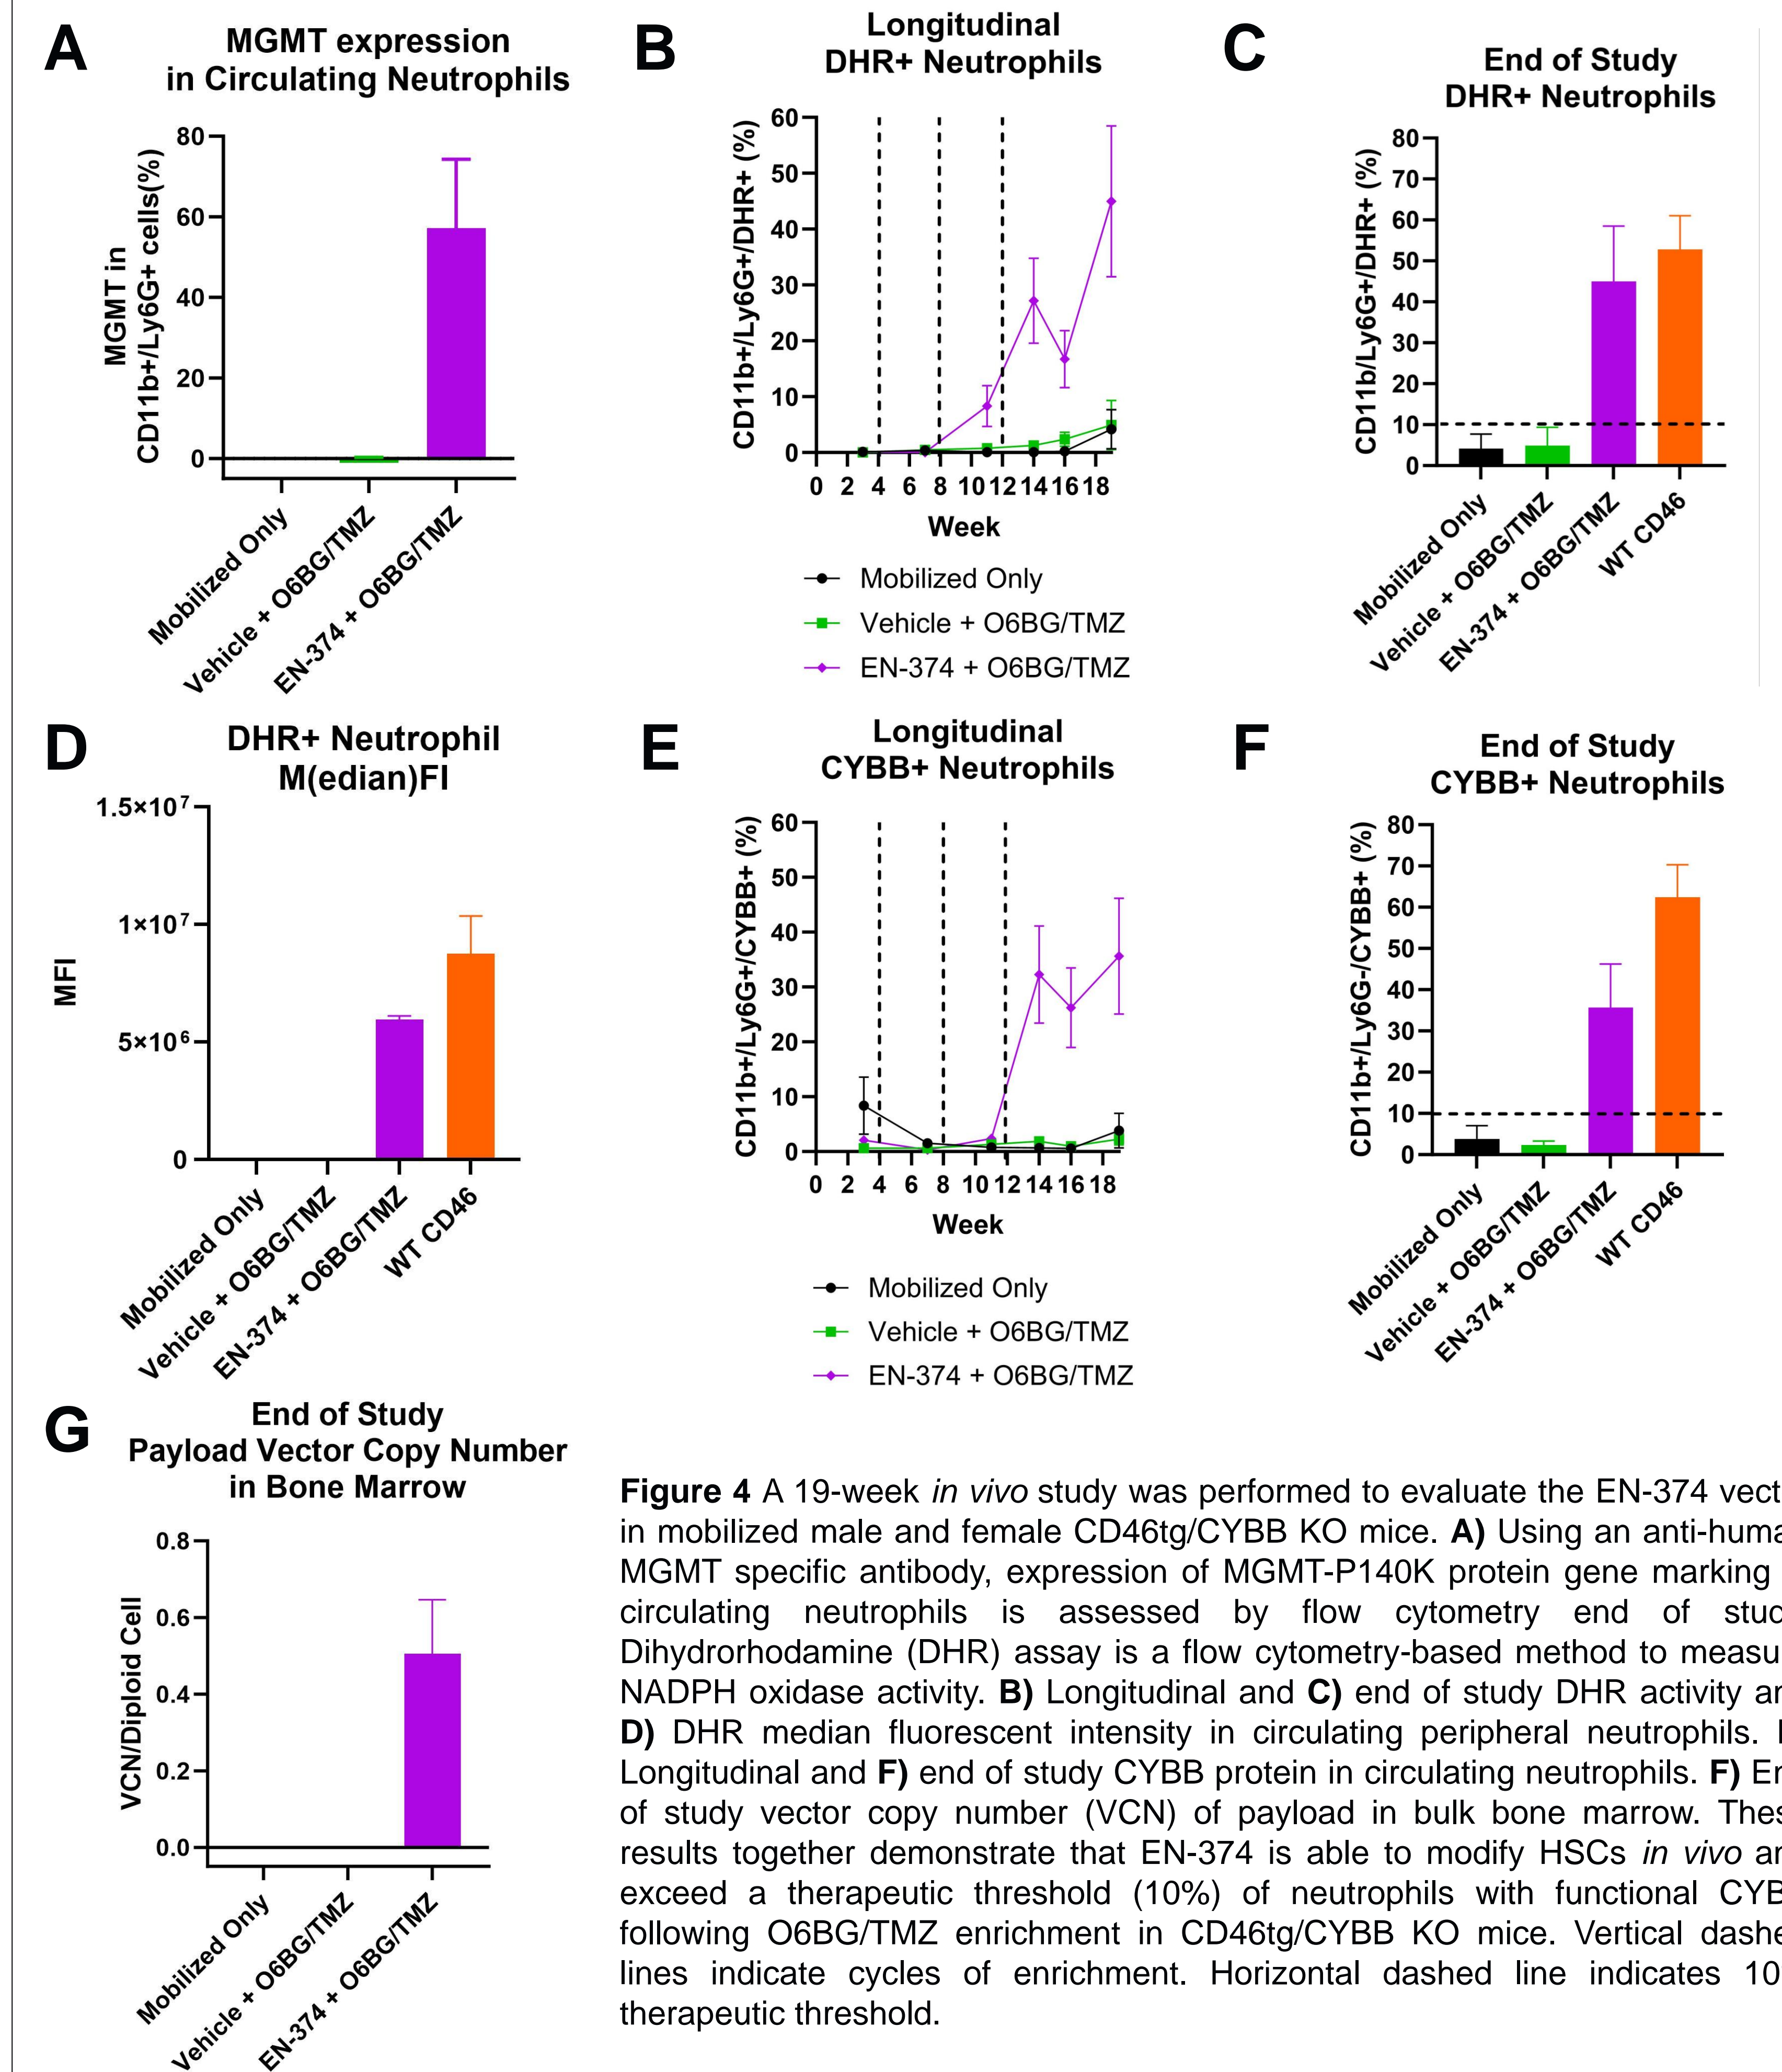 A
MGMT expression
in Circulating Neutrophils
MGMT in
CD11b+/Ly6G+ cells(%)
80
60
40
20
0
Mobilized Only
Vehicle + O6BG/TMZ
EN-374 + O6BG/TMZ
B
Longitudinal
DHR+ Neutrophils
CD11b+/Ly6G+/DHR+ (%)
60
50
40
30
20
10
0
0 2 4 6 8 10 12 14 16 18
Week
Mobilized Only
Vehicle + O6BG/TMZ
EN-374 + O6BG/TMZ
C
End of Study
DHR+ Neutrophils
CD11b/Ly6G+/DHR+ (%)
80
70
60
50
40
30
20
10
0
Mobilized Only
Vehicle + O6BG/TMZ
EN-374 + O6BG/TMZ
WT CD46
D
DHR+ Neutrophil
M(edian)FI
MFI
1.5×10⁷
1×10⁷
5×10⁶
0
Mobilized Only
Vehicle + O6BG/TMZ
EN-374 + O6BG/TMZ
WT CD46
E
Longitudinal
CYBB+ Neutrophils
CD11b+/Ly6G+/CYBB+ (%)
60
50
40
30
20
10
0
0 2 4 6 8 10 12 14 16 18
Week
Mobilized Only
Vehicle + O6BG/TMZ
EN-374 + O6BG/TMZ
F
End of Study
CYBB+ Neutrophils
CD11b+/Ly6G-/CYBB+ (%)
80
70
60
50
40
30
20
10
0
Mobilized Only
Vehicle + O6BG/TMZ
EN-374 + O6BG/TMZ
WT CD46
G
End of Study
Payload Vector Copy Number
in Bone Marrow
VCN/Diploid Cell
0.8
0.6
0.4
0.2
0.0
Mobilized Only
Vehicle + O6BG/TMZ
EN-374 + O6BG/TMZ
Figure 4 A 19-week in vivo study was performed to evaluate the EN-374
in mobilized male and female CD46tg/CYBB KO mice. A) Using an
MGMT specific antibody, expression of MGMT-P140K protein gene marking
circulating neutrophils is assessed by flow cytometry end of
Dihydrorhodamine (DHR) assay is a flow cytometry-based method to
NADPH oxidase activity. B) Longitudinal and C) end of study DHR activity
D) DHR median fluorescent intensity in circulating peripheral neutrophils.
Longitudinal and F) end of study CYBB protein in circulating neutrophils. F)
of study vector copy number (VCN) of payload in bulk bone marrow.
results together demonstrate that EN-374 is able to modify HSCs in vivo
exceed a therapeutic threshold (10%) of neutrophils with functional
following O6BG/TMZ enrichment in CD46tg/CYBB KO mice. Vertical
lines indicate cycles of enrichment. Horizontal dashed line indicates
therapeutic threshold.